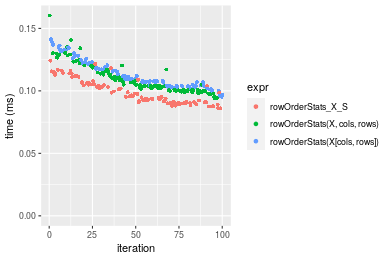 0.15
0.10
0.05
0.00
time (ms)
0
25
50
75
100
iteration
expr
rowOrderStats_X_S
rowOrderStats(X, cols, rows)
rowOrderStats(X[cols, rows])